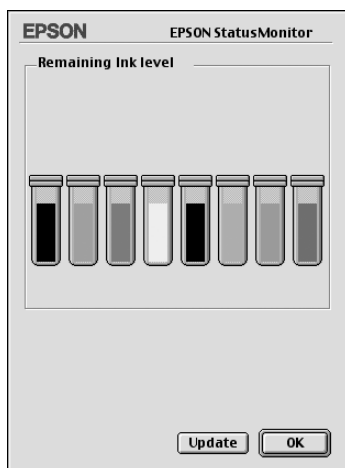 EPSON
EPSON StatusMonitor
Remaining Ink level
Update
OK